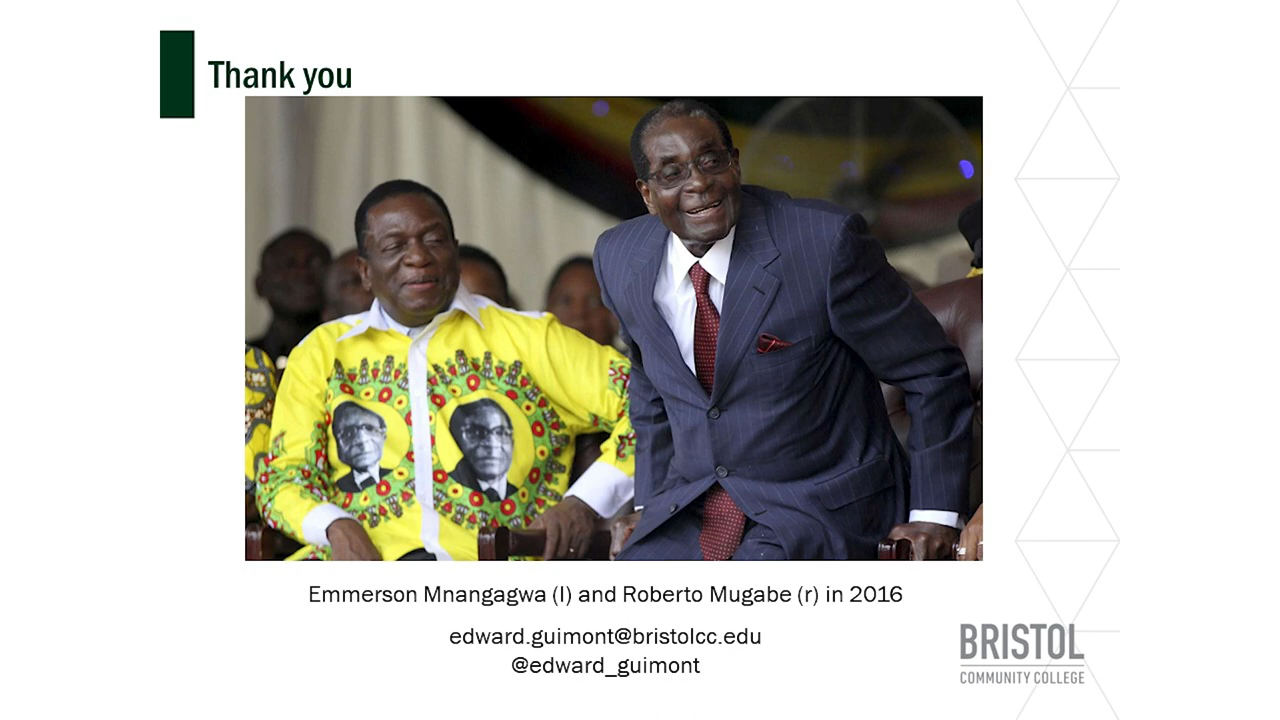 Thank you
Emmerson Mnangagwa (l) and Roberto Mugabe (r) in 2016
edward.guimont@bristolcc.edu
@edward_guimont
BRISTOL
COMMUNITY COLLEGE